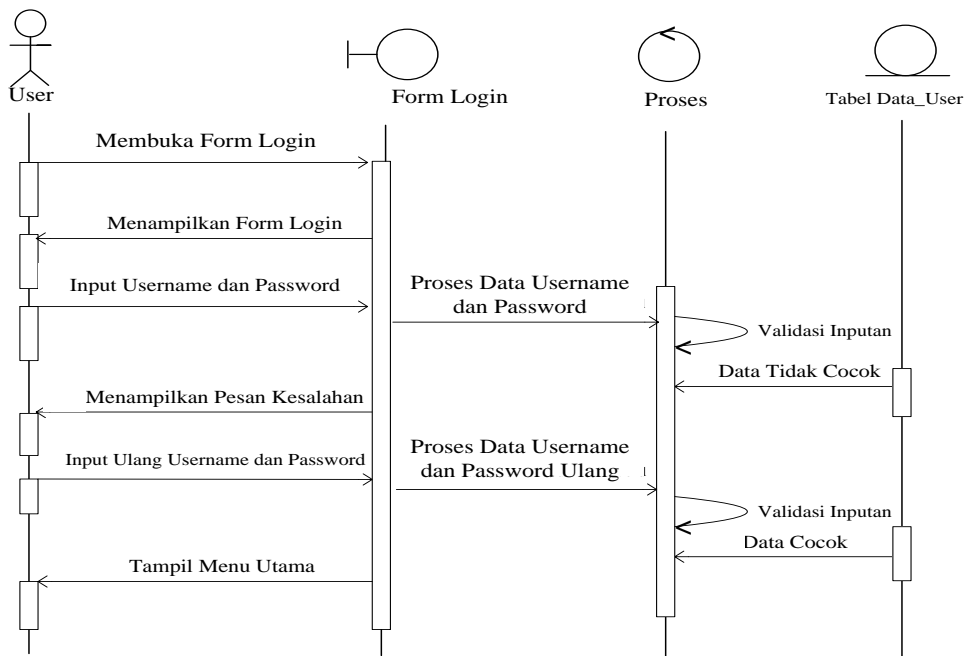 User
Form Login
Proses
Tabel Data_User
Membuka Form Login
Menampilkan Form Login
Input Username dan Password
Proses Data Username
dan Password
Validasi Inputan
Data Tidak Cocok
Menampilkan Pesan Kesalahan
Input Ulang Username dan Password
Proses Data Username
dan Password Ulang
Validasi Inputan
Data Cocok
Tampil Menu Utama